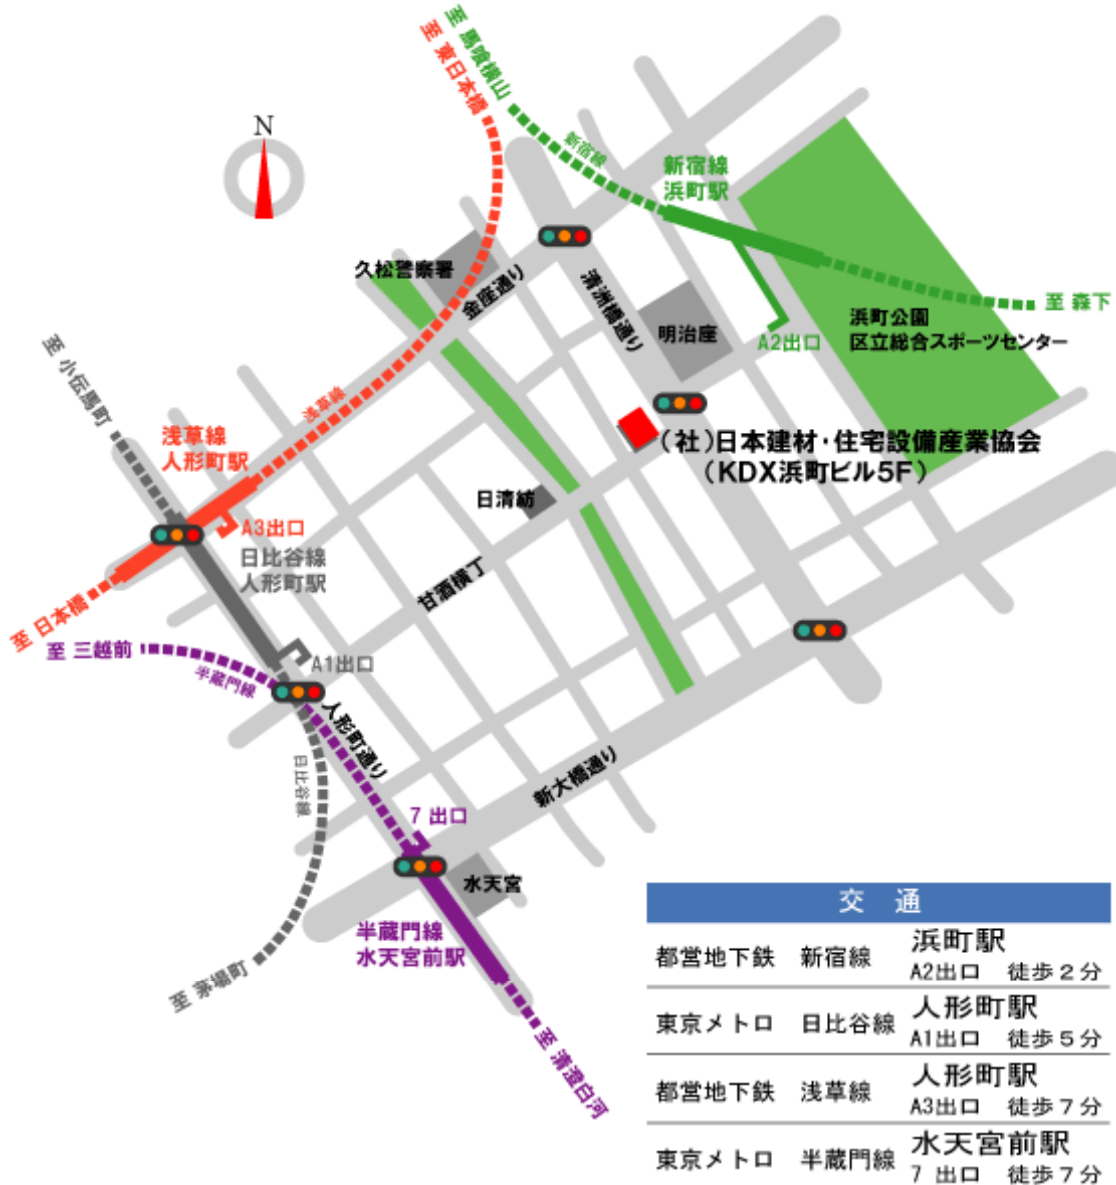 至 馬喰横山
至 東日本橋
N
新宿線
新宿線
浜町駅
久松警察署
金座通り
清洲橋通り
明治座
A2出口
至 森下
浜町公園
区立総合スポーツセンター
至 小伝馬町
浅草線
浅草線
人形町駅
(社)日本建材・住宅設備産業協会
(KDX浜町ビル5F)
日清紡
A3出口
日比谷線
人形町駅
甘酒横丁
至 日本橋
至 三越前
半蔵門線
A1出口
人形町通り
日比谷線
新大橋通り
7 出口
水天宮
半蔵門線
水天宮前駅
至 茅場町
至 清澄白河
交 通
都営地下鉄 新宿線 浜町駅
A2出口 徒歩2分
東京メトロ 日比谷線 人形町駅
A1出口 徒歩5分
都営地下鉄 浅草線 人形町駅
A3出口 徒歩7分
東京メトロ 半蔵門線 水天宮前駅
7 出口 徒歩7分